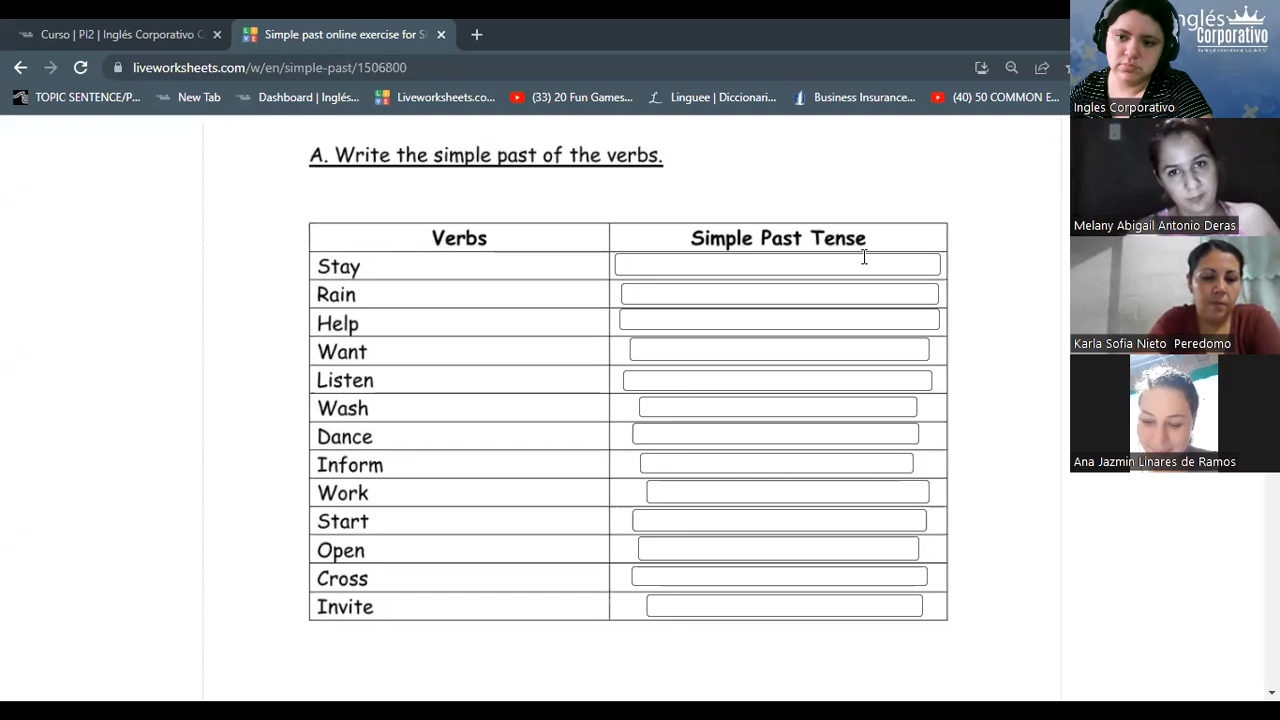 Curso | PI2 | Inglés Corporativo C
Simple past online exercise for S
liveworksheets.com/w/en/simple-past/1506800
TOPIC SENTENCE/P...
New Tab
Dashboard | Inglés...
Liveworksheets.co...
(33) 20 Fun Games...
Linguee | Diccionari...
Business Insurance...
(40) 50 COMMON E...
A. Write the simple past of the verbs.
Verbs Simple Past Tense
Stay
Rain
Help
Want
Listen
Wash
Dance
Inform
Work
Start
Open
Cross
Invite
Inglés
Corporativo
Ingles Corporativo
Melany Abigail Antonio Deras
Karla Sofia Nieto Peredomo
Ana Jazmin Linares de Ramos